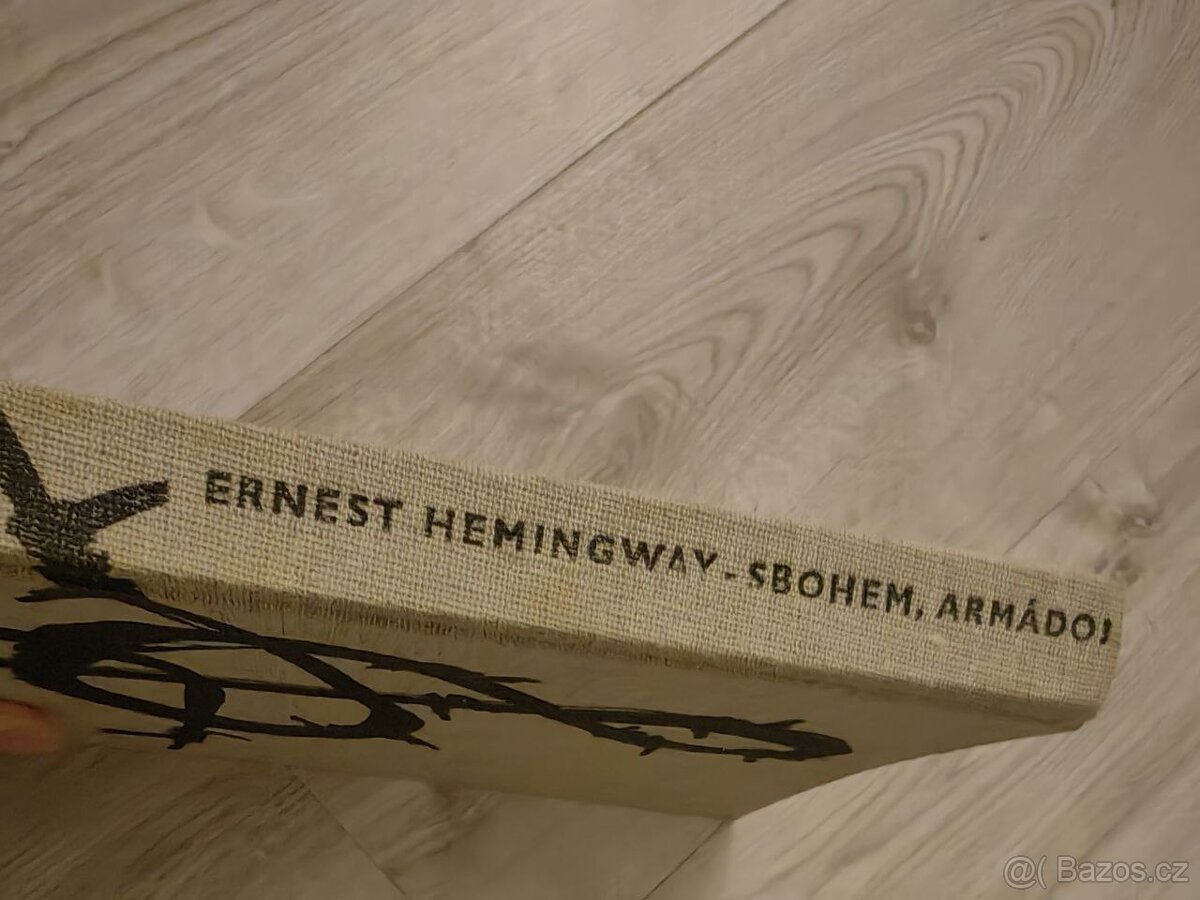 ERNEST HEMINGWAY - SBOHEM, ARMÁDO!
@( Bazos.cz